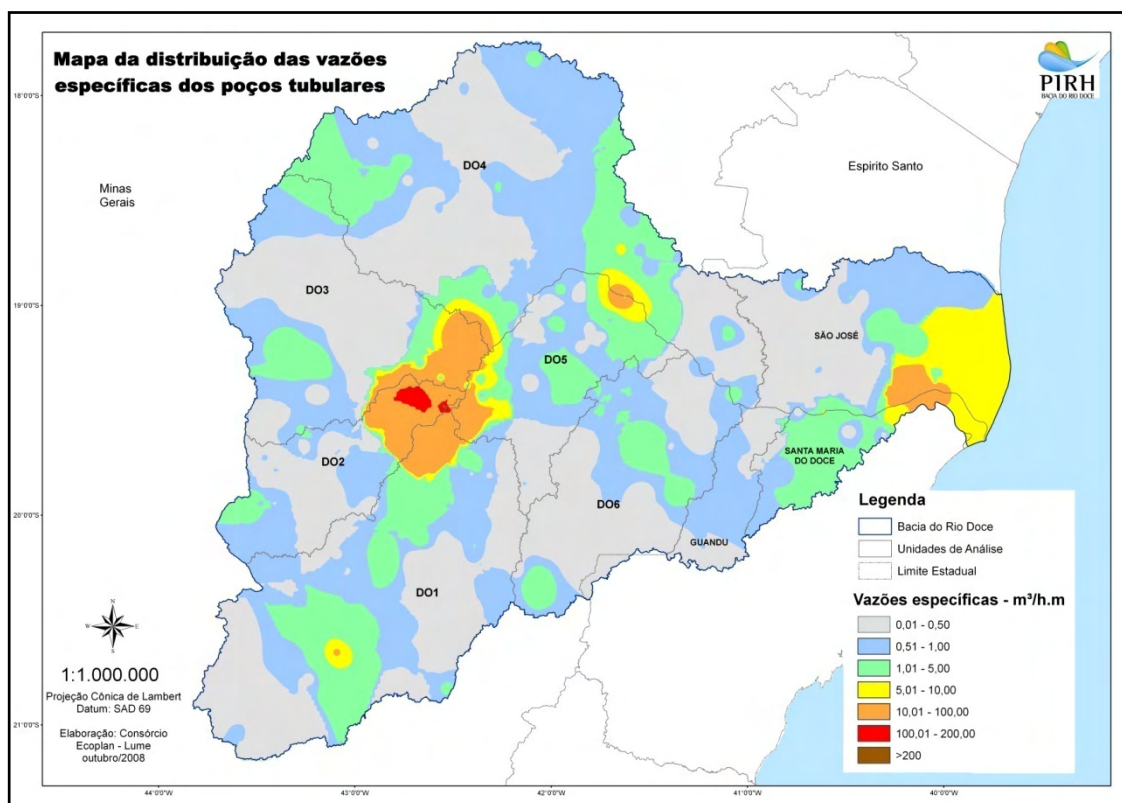 Mapa da distribuição das vazões
específicas dos poços tubulares
PIRH
BACIA DO RIO DOCE
18°0'0"S
19°0'0"S
20°0'0"S
21°0'0"S
Minas
Gerais
Espirito Santo
DO4
DO3
SÃO JOSÉ
DO5
SANTA MARIA
DO DOCE
DO2
DO6
GUANDU
DO1
N
W
E
S
1:1.000.000
Projeção Cônica de Lambert
Datum: SAD 69
Elaboração: Consórcio
Ecoplan - Lume
outubro/2008
Legenda
Bacia do Rio Doce
Unidades de Análise
Limite Estadual
Vazões específicas - m³/h.m
0,01 - 0,50
0,51 - 1,00
1,01 - 5,00
5,01 - 10,00
10,01 - 100,00
100,01 - 200,00
>200
44°0'0"W
43°0'0"W
42°0'0"W
41°0'0"W
40°0'0"W